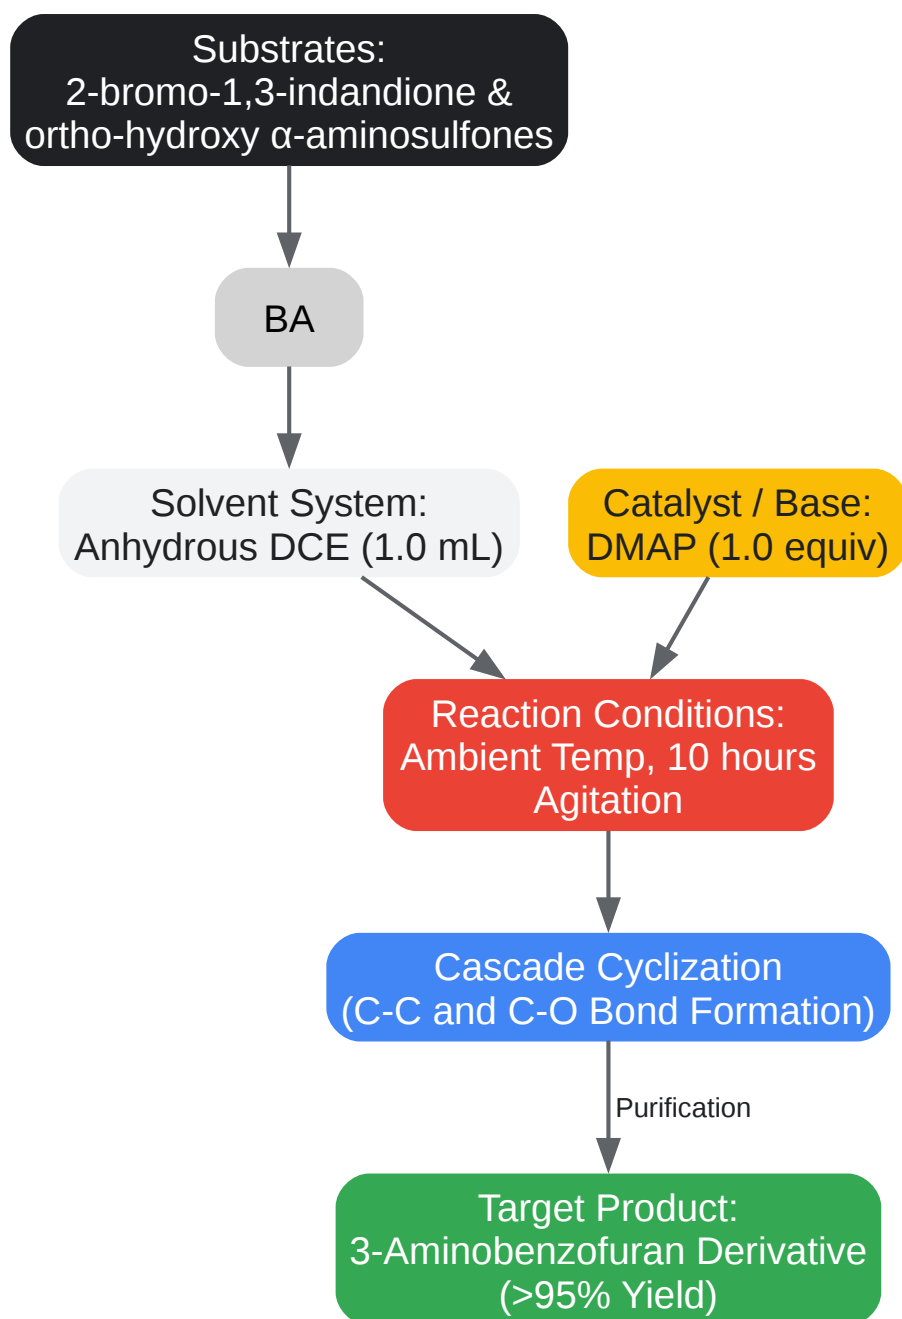 Substrates:
2-bromo-1,3-indandione &
ortho-hydroxy α-aminosulfones
BA
Solvent System:
Anhydrous DCE (1.0 mL)
Catalyst / Base:
DMAP (1.0 equiv)
Reaction Conditions:
Ambient Temp, 10 hours
Agitation
Cascade Cyclization
(C-C and C-O Bond Formation)
Purification
Target Product:
3-Aminobenzofuran Derivative
(>95% Yield)